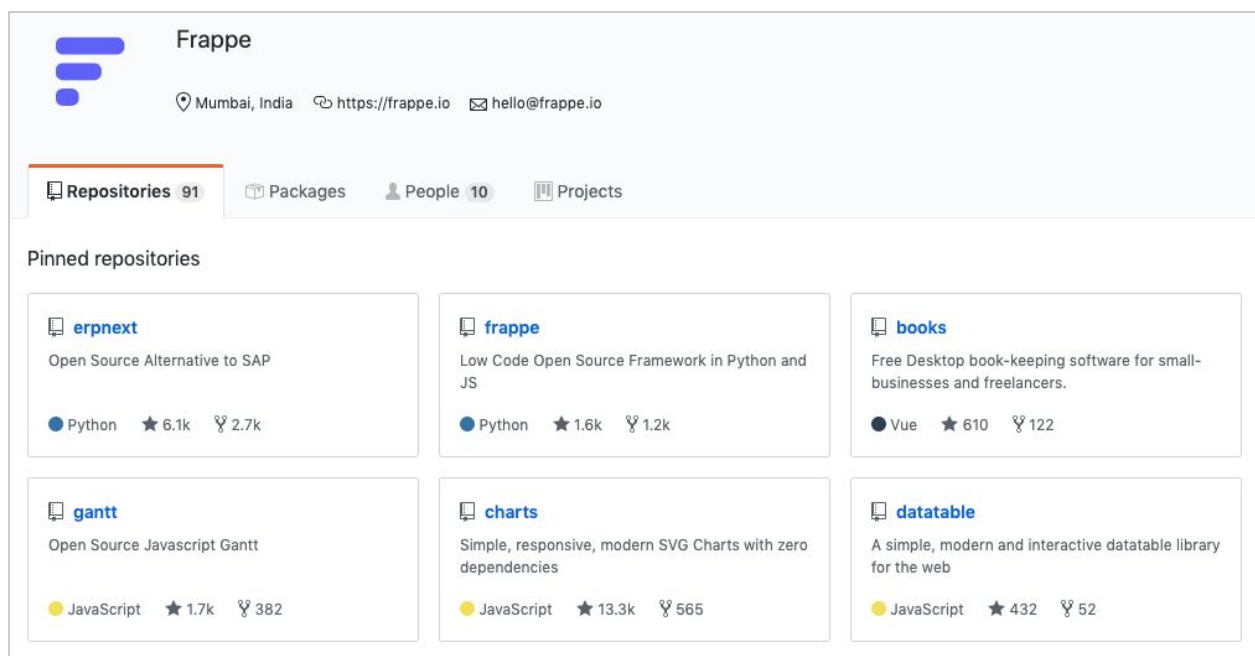 Frappe
Mumbai, India https://frappe.io hello@frappe.io
Repositories 91 Packages People 10 Projects
Pinned repositories
erpnext
Open Source Alternative to SAP
Python 6.1k 2.7k
frappe
Low Code Open Source Framework in Python and
JS
Python 1.6k 1.2k
books
Free Desktop book-keeping software for small-
businesses and freelancers.
Vue 610 122
gantt
Open Source Javascript Gantt
JavaScript 1.7k 382
charts
Simple, responsive, modern SVG Charts with zero
dependencies
JavaScript 13.3k 565
datatable
A simple, modern and interactive datatable library
for the web
JavaScript 432 52